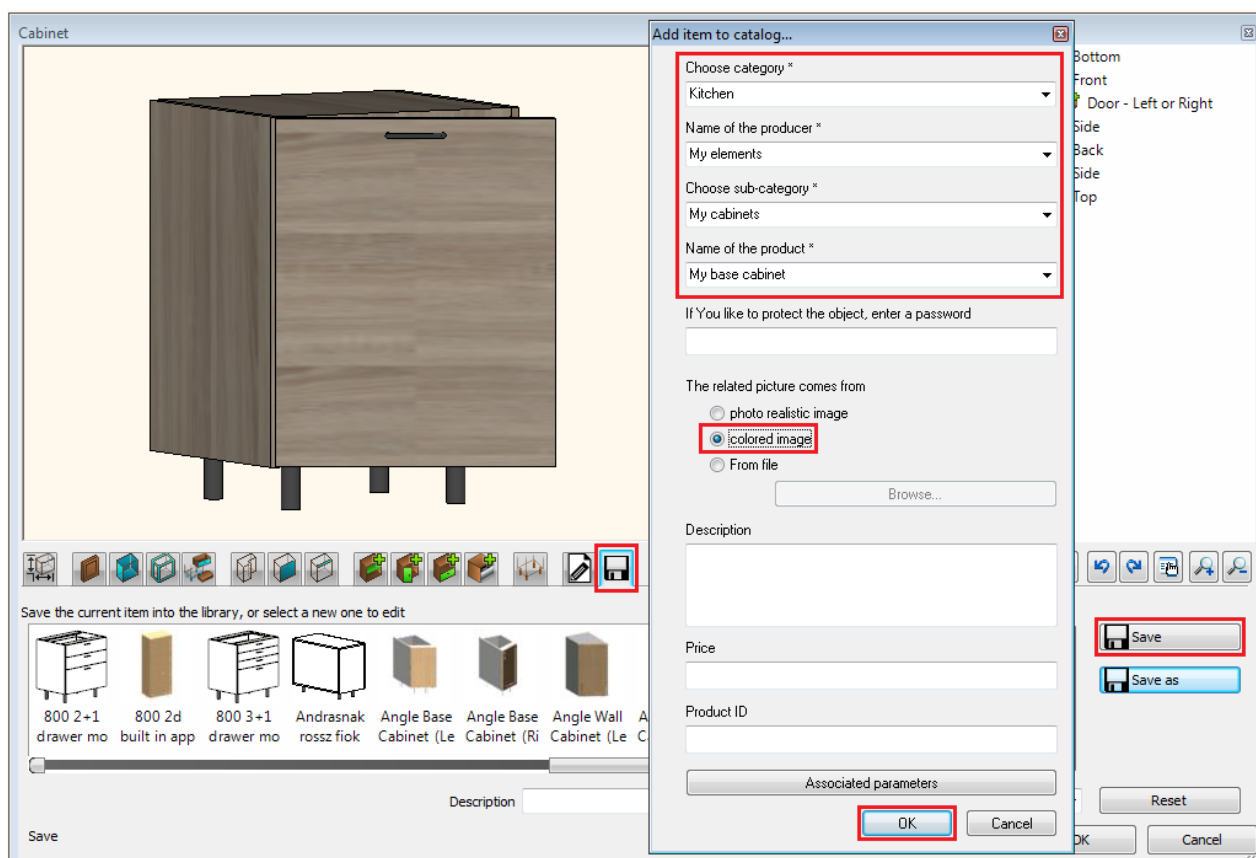 Cabinet
Add item to catalog...
Choose category *
Kitchen
Name of the producer *
My elements
Choose sub-category *
My cabinets
Name of the product *
My base cabinet
If You like to protect the object, enter a password
The related picture comes from
photo realistic image
colored image
From file
Browse...
Description
Price
Product ID
Associated parameters
OK
Cancel
Bottom
Front
Door - Left or Right
Side
Back
Side
Top
Save the current item into the library, or select a new one to edit
800 2+1
drawer mo
800 2d
built in app
800 3+1
drawer mo
Andrasnak
rossz fiok
Angle Base
Cabinet (Le
Angle Base
Cabinet (Ri
Angle Wall
Cabinet (Le
Description
Save
Save
Save as
Reset
Cancel